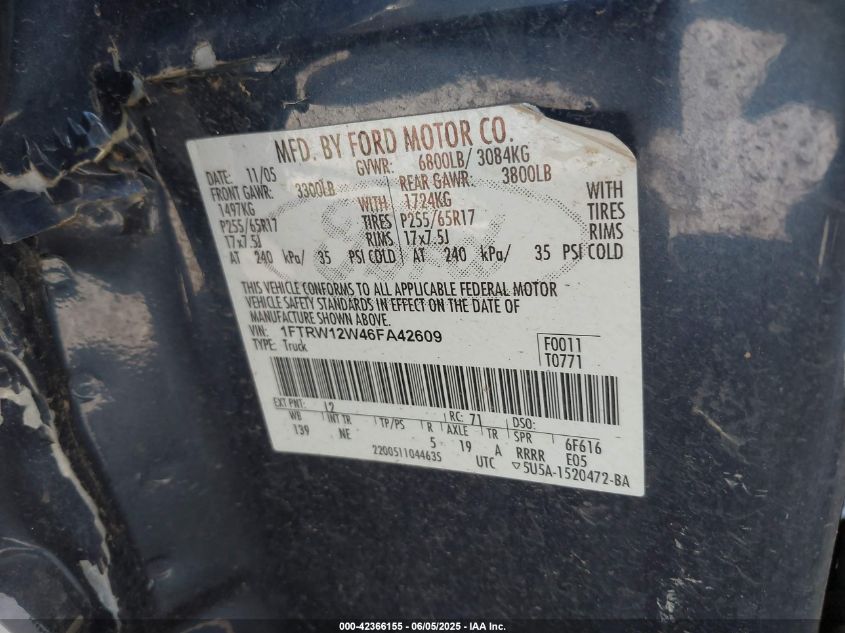 MFD. BY FORD MOTOR CO.
DATE: 11/05 GVWR: 6800LB/ 3084KG
FRONT GAWR: 3300LB REAR GAWR: 3800LB
1497KG WITH 1724KG WITH
P255/65R17 TIRES P255/65R17 TIRES
17x7.5J RIMS 17x7.5J RIMS
AT 240 kPa/ 35 PSI COLD AT 240 kPa/ 35 PSI COLD
THIS VEHICLE CONFORMS TO ALL APPLICABLE FEDERAL MOTOR
VEHICLE SAFETY STANDARDS IN EFFECT ON THE DATE OF
MANUFACTURE SHOWN ABOVE.
VIN: 1FTRW12W46FA42609 F0011
TYPE: Truck T0771
EXT PNT: L2 RC: 71 DSO:
WB INT TR TP/PS R AXLE TR SPR 6F616
139 NE 5 19 A RRRR E05
2200511044635 UTC ▽5U5A-1520472-BA
000-42366155 | 06/05/2025 | IAA Inc.